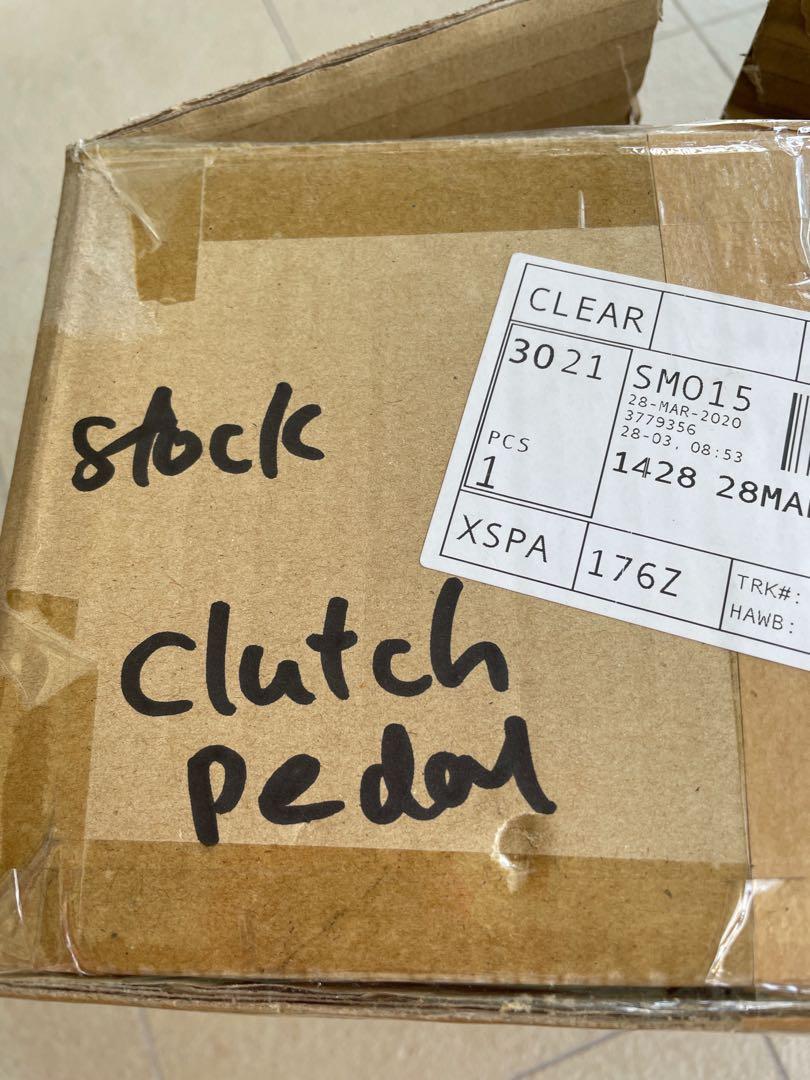 stock
clutch
pedal
CLEAR
3021
PCS
1
SMO15
28-MAR-2020
3779356
28-03, 08:53
1428 28MA
XSPA
176Z
TRK#:
HAWB: